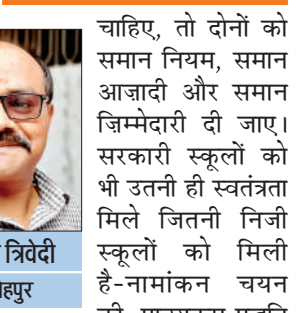 चाहिए, तो दोनों को
समान नियम, समान
आज़ादी और समान
ज़िम्मेदारी दी जाए।
सरकारी स्कूलों को
भी उतनी ही स्वतंत्रता
मिले जितनी निजी
स्कूलों को मिली
है-नामांकन चयन
त्रिवेदी